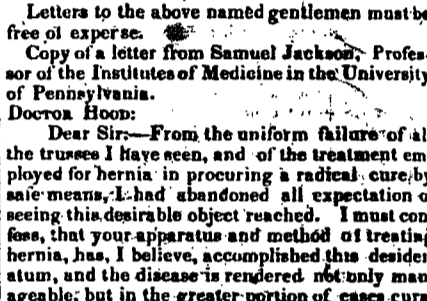 Letters to the above named gentlemen must be
free of expense.
Copy of a letter from Samuel Jackson, Profes-
sor of the Institutes of Medicine in the University
of Pennsylvania.
DOCTOR HOOD:
Dear Sir:—From the uniform failure of al
the trusses I have seen, and of the treatment em
ployed for hernia in procuring a radical cure by
safe means, I had abandoned all expectation o
seeing this desirable object reached. I must con
fess, that your apparatus and method of treating
hernia, has, I believe, accomplished this desider
atum, and the disease is rendered not only man
ageable, but in the greater portion of cases cura